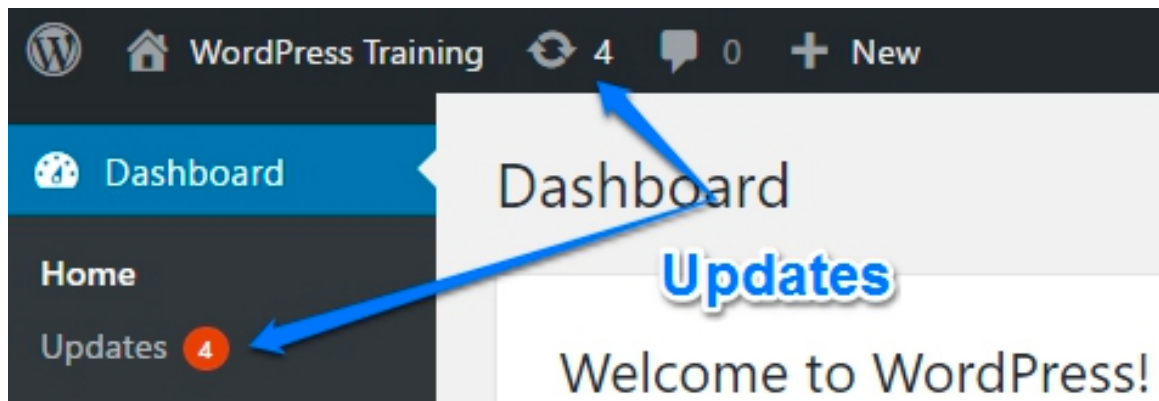 WordPress Training 4 0 New
Dashboard
Dashboard
Home
Updates
Updates 4
Welcome to WordPress!